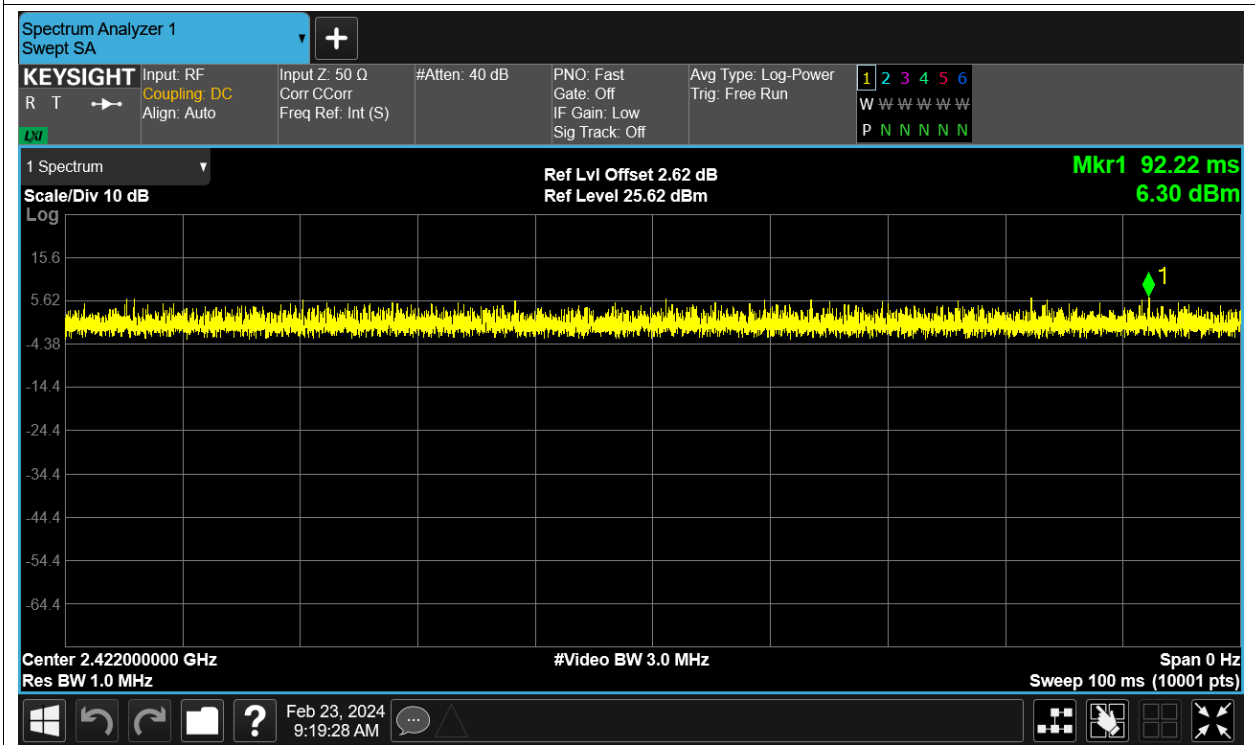 Spectrum Analyzer 1
Swept SA
KEYSIGHT
R T
LXI
Input: RF
Coupling: DC
Align: Auto
Input Z: 50 Ω
Corr CCorr
Freq Ref: Int (S)
#Atten: 40 dB
PNO: Fast
Gate: Off
IF Gain: Low
Sig Track: Off
Avg Type: Log-Power
Trig: Free Run
1 2 3 4 5 6
W W W W W W
P N N N N N
1 Spectrum
Scale/Div 10 dB
Ref Lvl Offset 2.62 dB
Ref Level 25.62 dBm
Mkr1 92.22 ms
6.30 dBm
Log
15.6
5.62
-4.38
-14.4
-24.4
-34.4
-44.4
-54.4
-64.4
1
Center 2.422000000 GHz
Res BW 1.0 MHz
#Video BW 3.0 MHz
Span 0 Hz
Sweep 100 ms (10001 pts)
?
Feb 23, 2024
9:19:28 AM